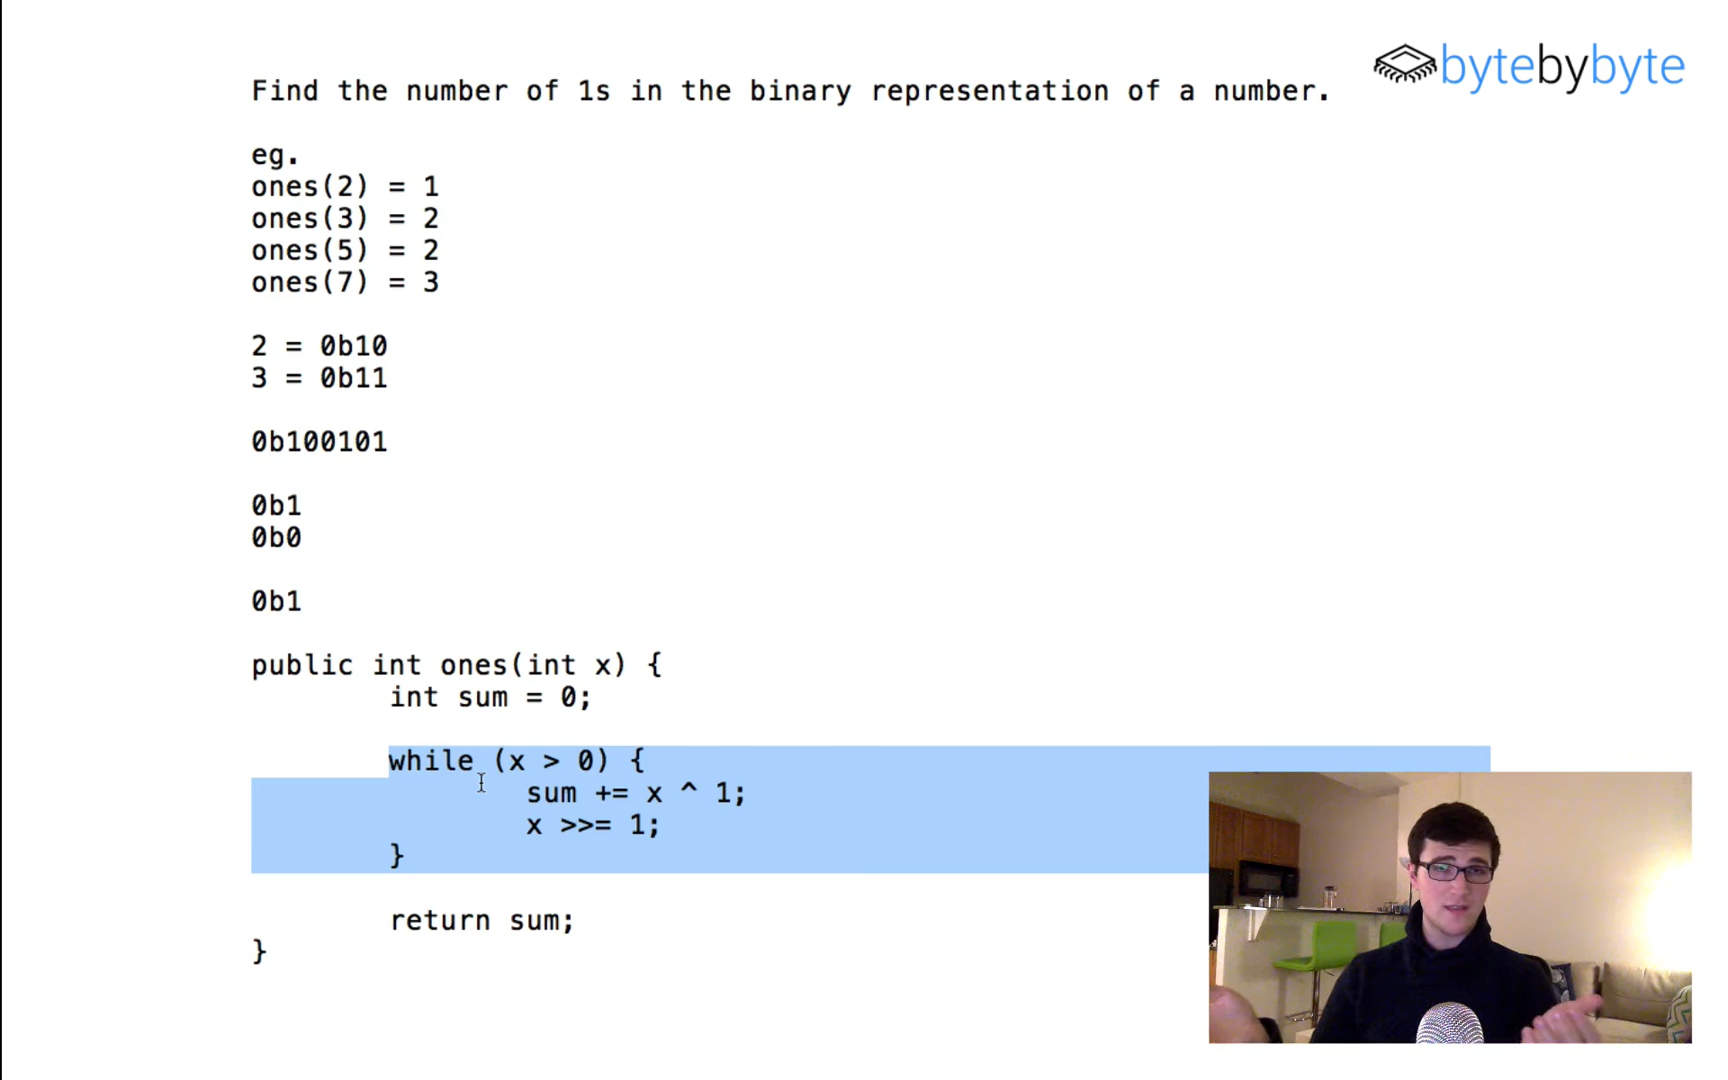 bytebybyte
Find the number of 1s in the binary representation of a number.
eg.
ones(2) = 1
ones(3) = 2
ones(5) = 2
ones(7) = 3
2 = 0b10
3 = 0b11
0b100101
0b1
0b0
0b1
public int ones(int x) {
int sum = 0;
while (x > 0) {
sum += x ^ 1;
x >>= 1;
}
return sum;
}